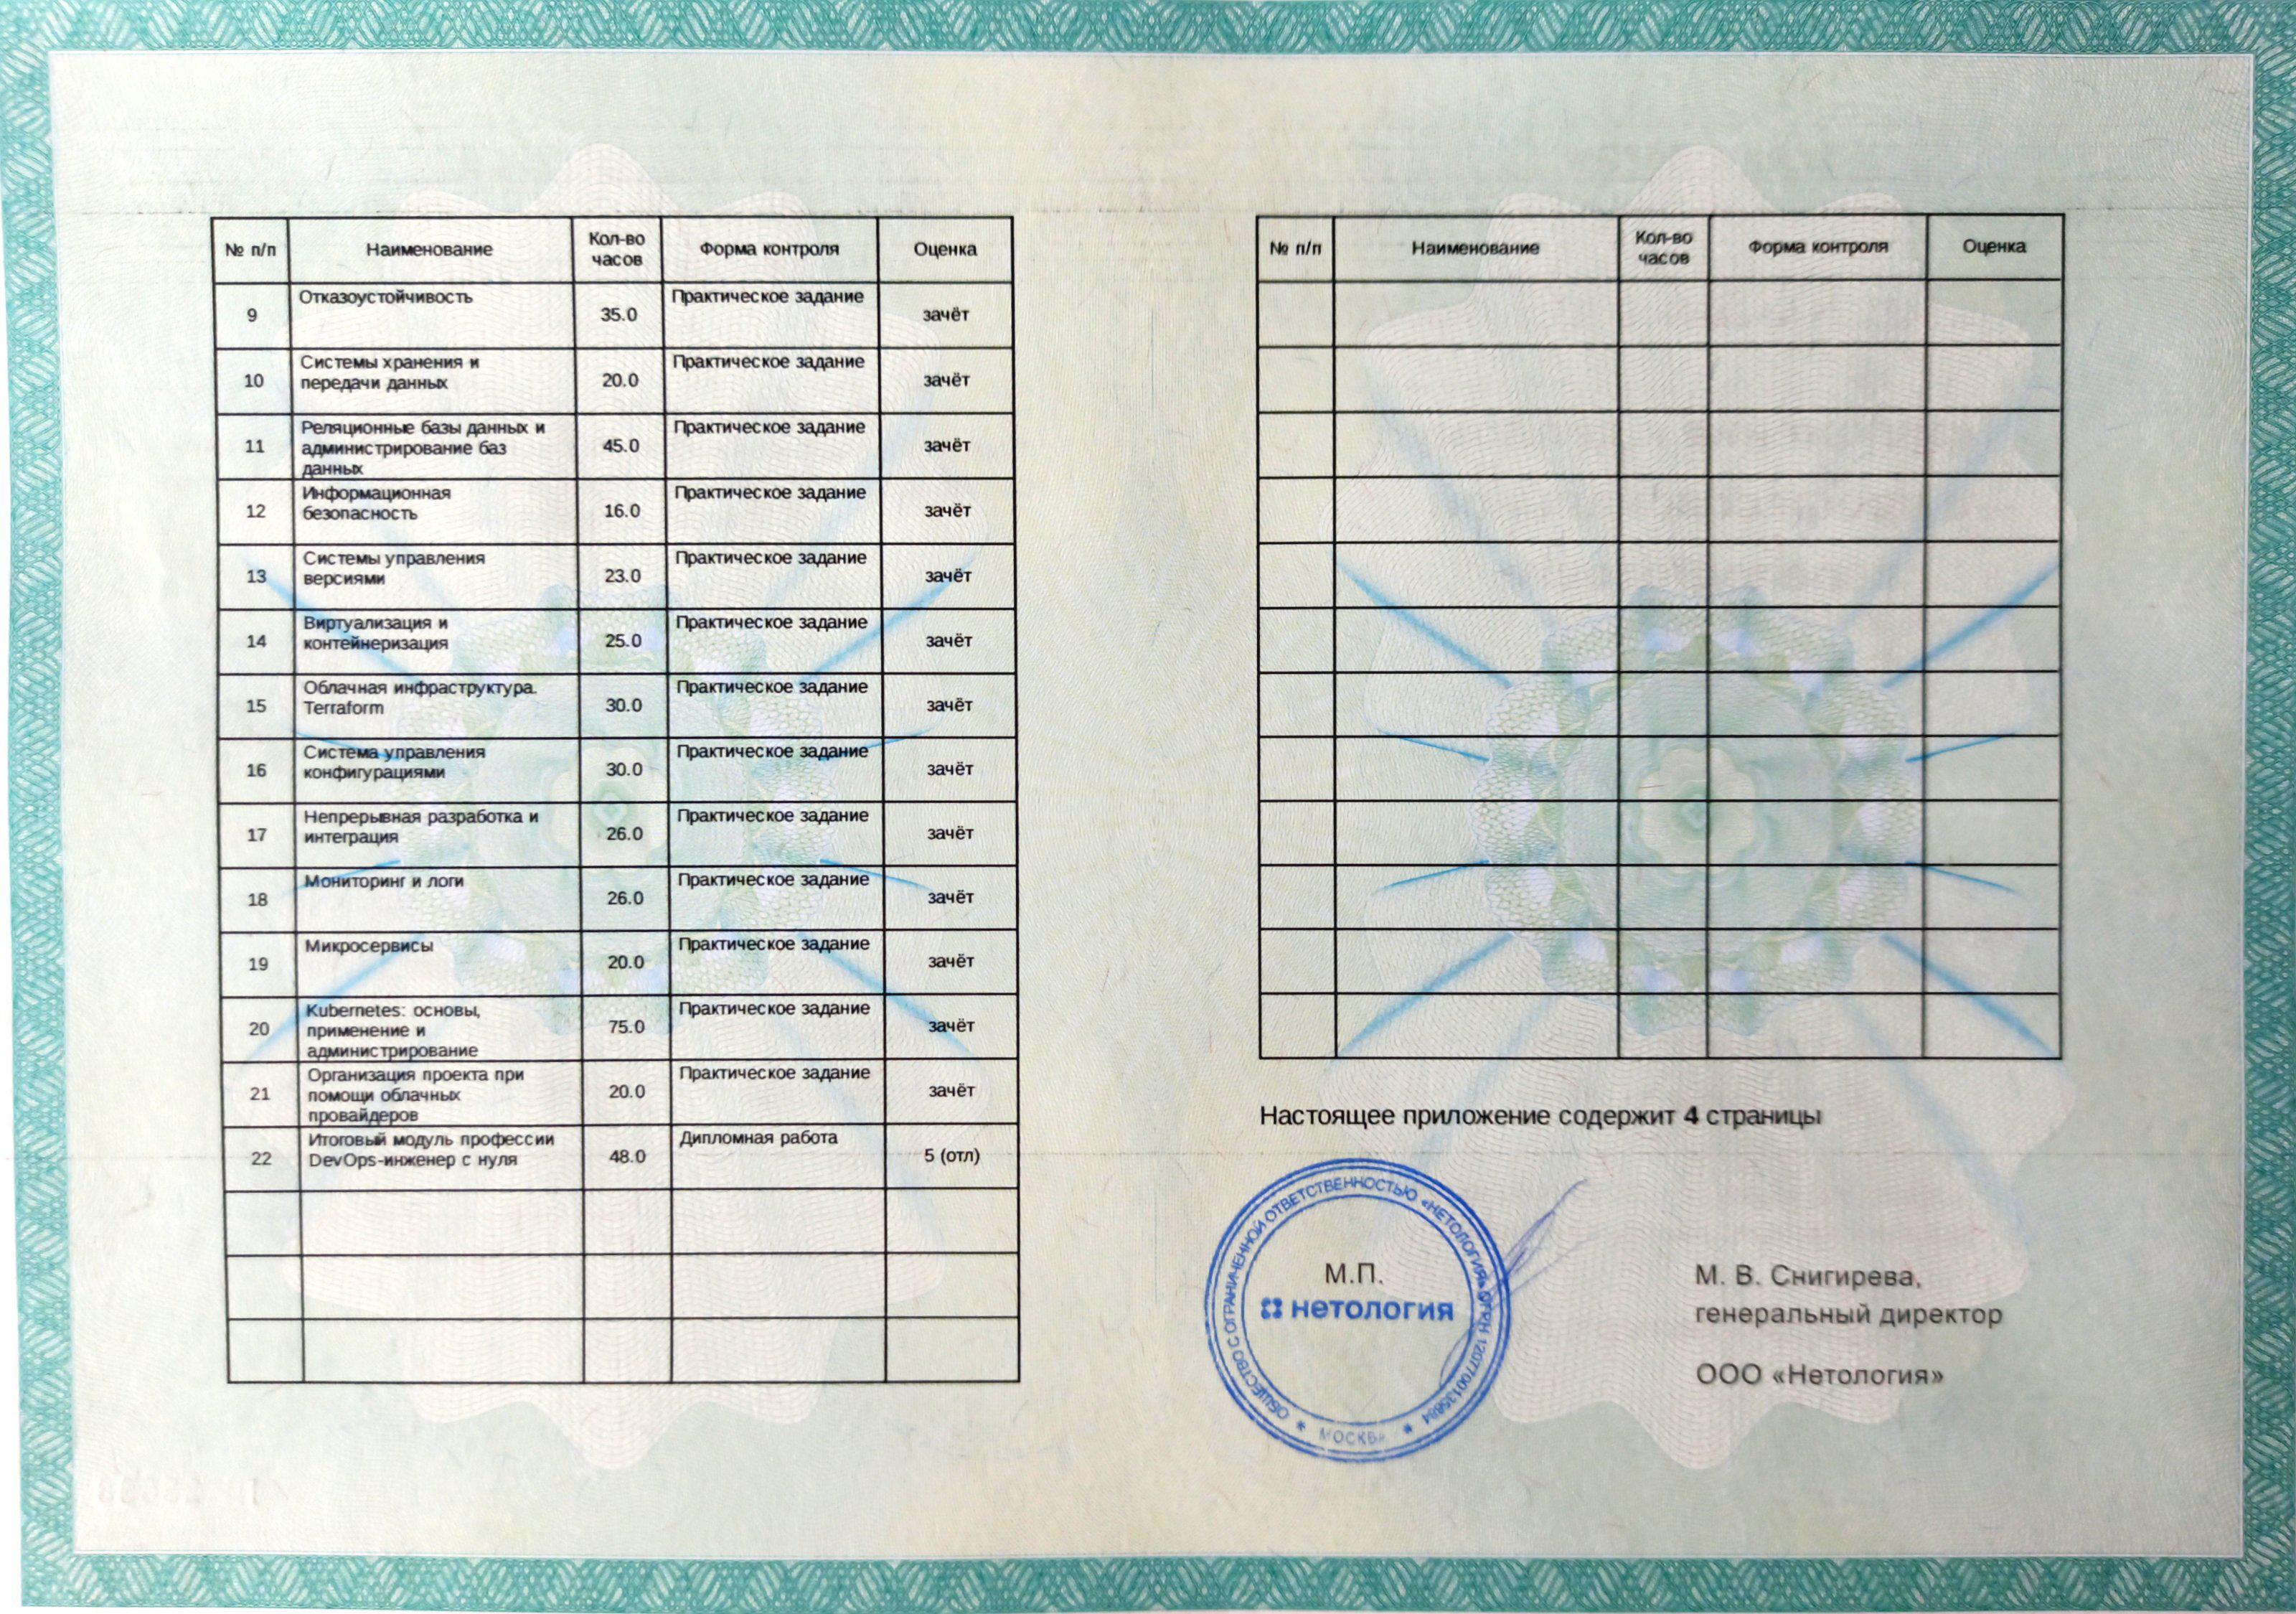 № п/п Наименование Кол-во часов Форма контроля Оценка
9 Отказоустойчивость 35.0 Практическое задание зачёт
10 Системы хранения и передачи данных 20.0 Практическое задание зачёт
11 Реляционные базы данных и администрирование баз данных 45.0 Практическое задание зачёт
12 Информационная безопасность 16.0 Практическое задание зачёт
13 Системы управления версиями 23.0 Практическое задание зачёт
14 Виртуализация и контейнеризация 25.0 Практическое задание зачёт
15 Облачная инфраструктура. Terraform 30.0 Практическое задание зачёт
16 Система управления конфигурациями 30.0 Практическое задание зачёт
17 Непрерывная разработка и интеграция 26.0 Практическое задание зачёт
18 Мониторинг и логи 26.0 Практическое задание зачёт
19 Микросервисы 20.0 Практическое задание зачёт
20 Kubernetes: основы, применение и администрирование 75.0 Практическое задание зачёт
21 Организация проекта при помощи облачных провайдеров 20.0 Практическое задание зачёт
22 Итоговый модуль профессии DevOps-инженер с нуля 48.0 Дипломная работа 5 (отл)
№ п/п Наименование Кол-во часов Форма контроля Оценка
Настоящее приложение содержит 4 страницы
ОБЩЕСТВО С ОГРАНИЧЕННОЙ ОТВЕТСТВЕННОСТЬЮ «НЕТОЛОГИЯ» ОГРН 1207700135884
* МОСКВА *
М.П.
нетология
М. В. Снигирева,
генеральный директор
ООО «Нетология»